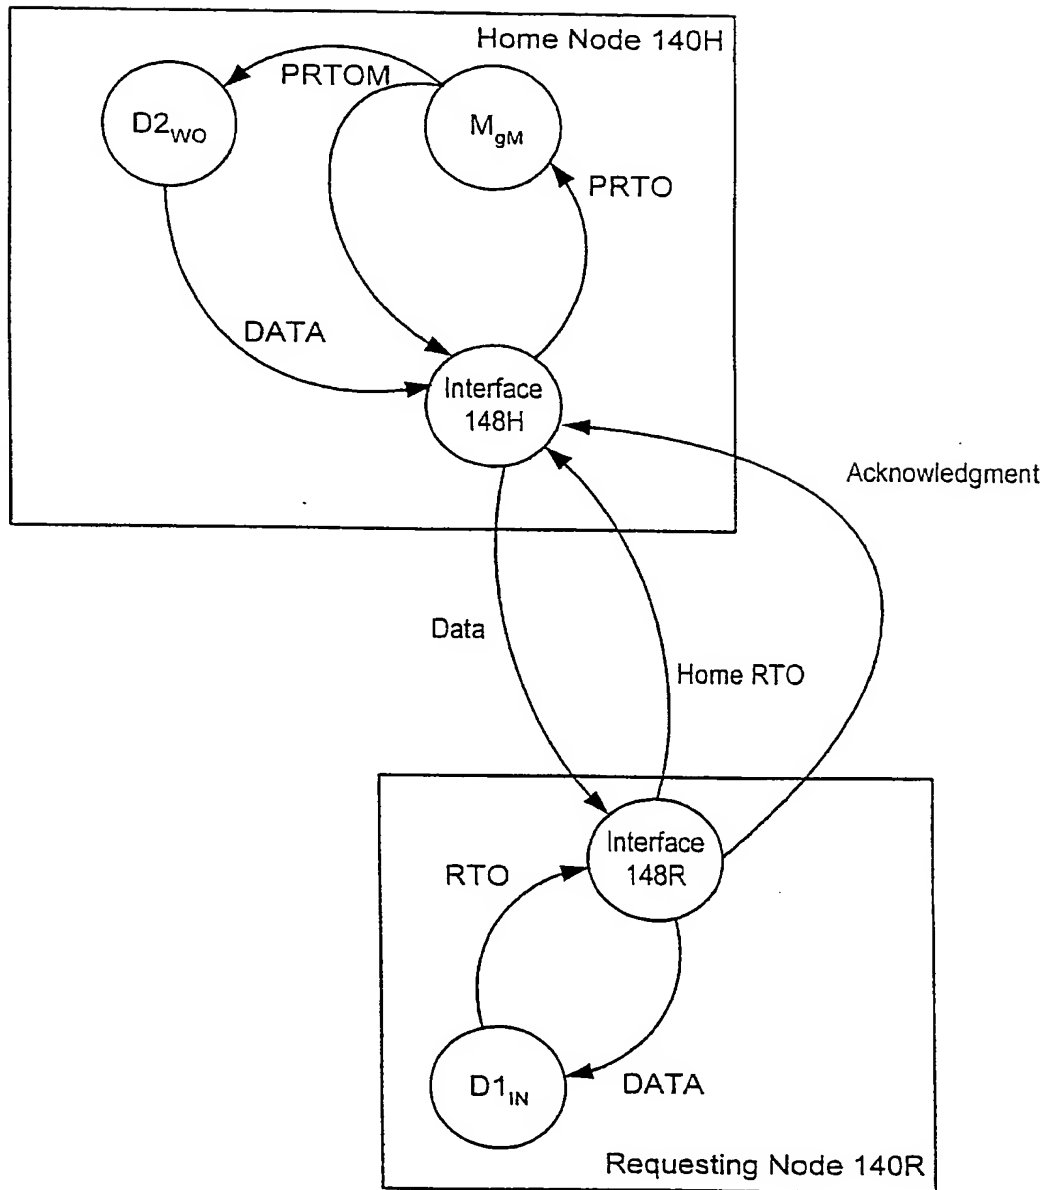 Home Node 140H
PRTOM
D2WO
MgM
PRTO
DATA
Interface
148H
Acknowledgment
Data
Home RTO
Interface
148R
RTO
D1IN
DATA
Requesting Node 140R